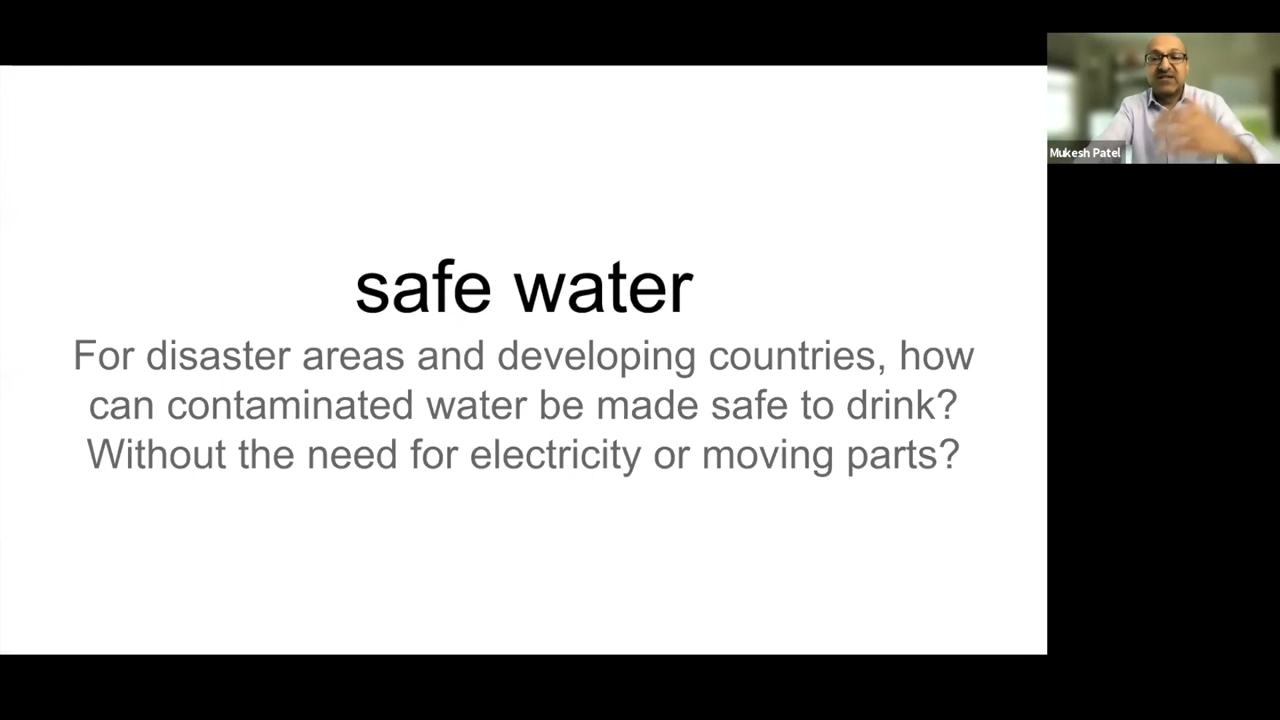 safe water
For disaster areas and developing countries, how
can contaminated water be made safe to drink?
Without the need for electricity or moving parts?
Mukesh Patel